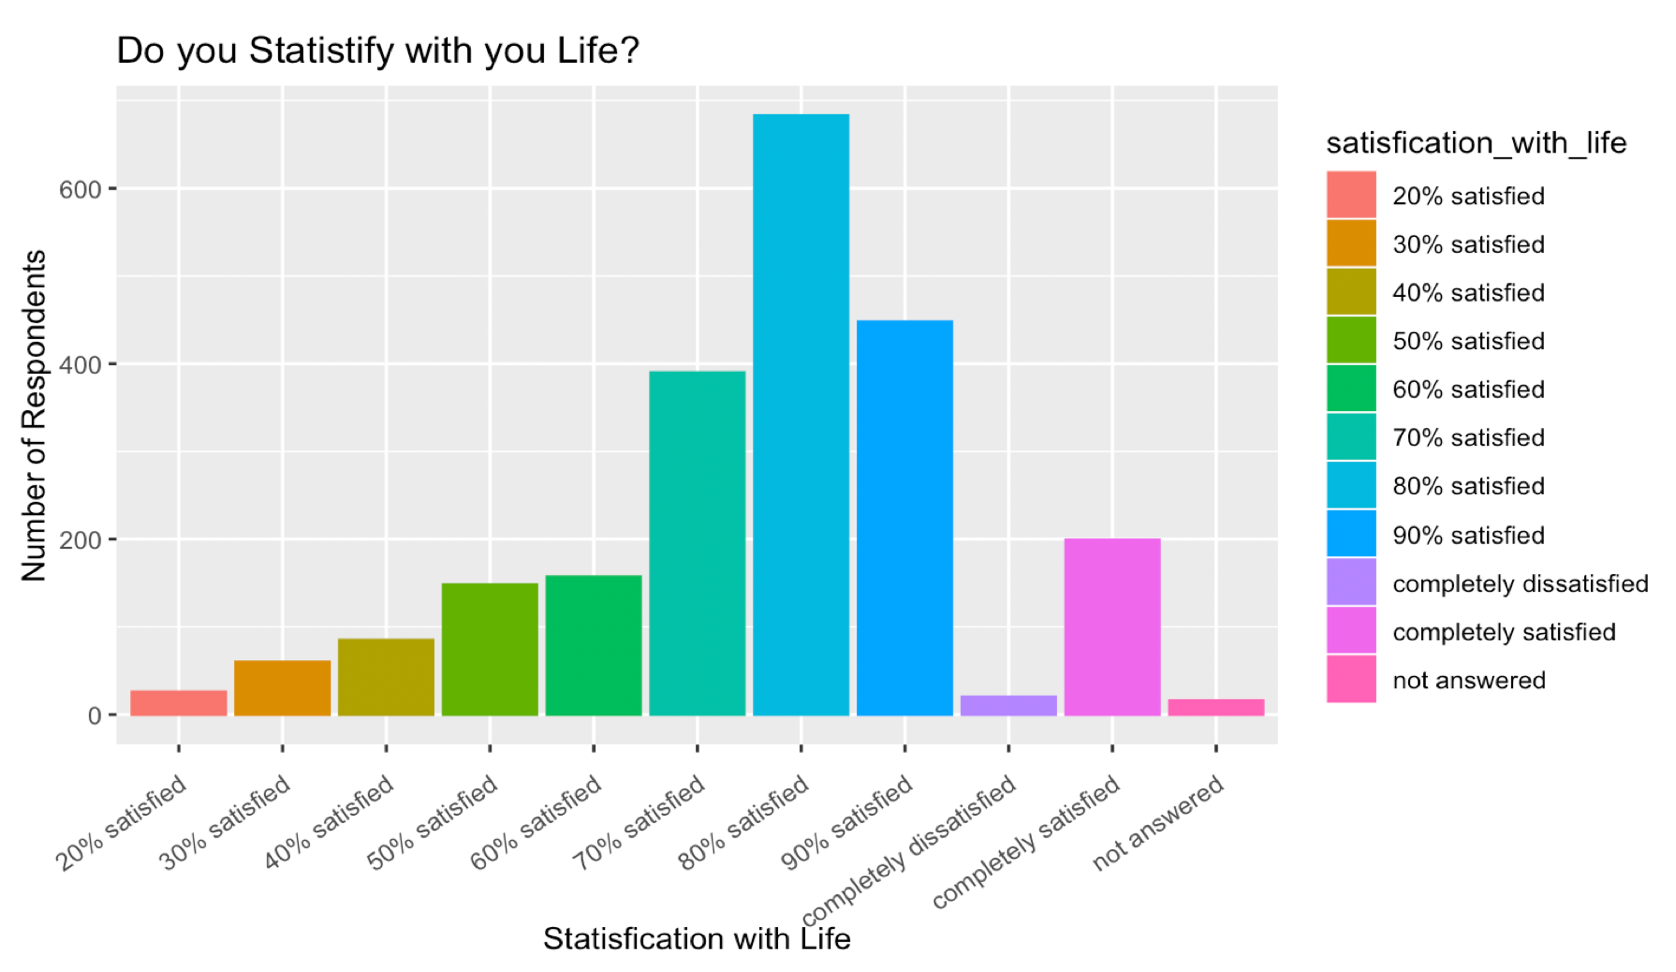 Do you Statistify with you Life?
Number of Respondents
600
400
200
0
20% satisfied
30% satisfied
40% satisfied
50% satisfied
60% satisfied
70% satisfied
80% satisfied
90% satisfied
completely dissatisfied
completely satisfied
not answered
Statisfication with Life
satisfication_with_life
20% satisfied
30% satisfied
40% satisfied
50% satisfied
60% satisfied
70% satisfied
80% satisfied
90% satisfied
completely dissatisfied
completely satisfied
not answered